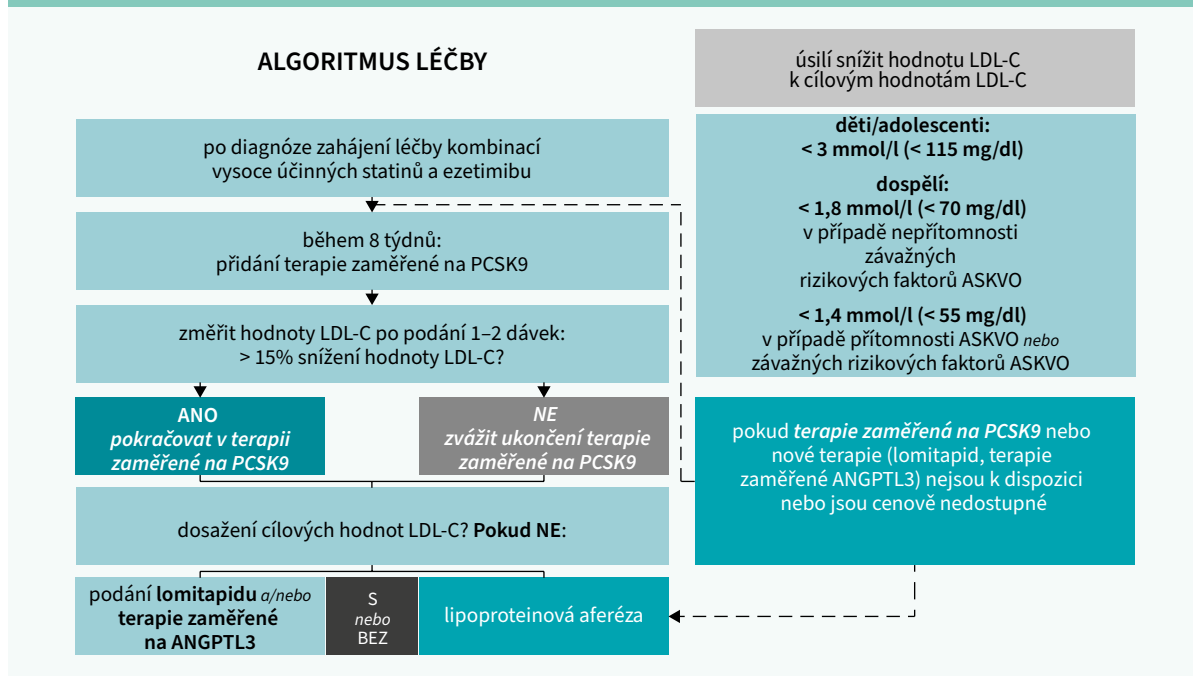 ALGORITMUS LÉČBY
po diagnóze zahájení léčby kombinací
vysoce účinných statinů a ezetimibu
během 8 týdnů:
přidání terapie zaměřené na PCSK9
změřit hodnoty LDL-C po podání 1–2 dávek:
> 15% snížení hodnoty LDL-C?
ANO
pokračovat v terapii
zaměřené na PCSK9
NE
zvážit ukončení terapie
zaměřené na PCSK9
dosažení cílových hodnot LDL-C? Pokud NE:
podání lomitapidu a/nebo
terapie zaměřené
na ANGPTL3
S
nebo
BEZ
lipoproteinová aferéza
úsilí snížit hodnotu LDL-C
k cílovým hodnotám LDL-C
děti/adolescenti:
< 3 mmol/l (< 115 mg/dl)
dospělí:
< 1,8 mmol/l (< 70 mg/dl)
v případě nepřítomnosti
závažných
rizikových faktorů ASKVO
< 1,4 mmol/l (< 55 mg/dl)
v případě přítomnosti ASKVO nebo
závažných rizikových faktorů ASKVO
pokud terapie zaměřená na PCSK9 nebo
nové terapie (lomitapid, terapie
zaměřené ANGPTL3) nejsou k dispozici
nebo jsou cenově nedostupné